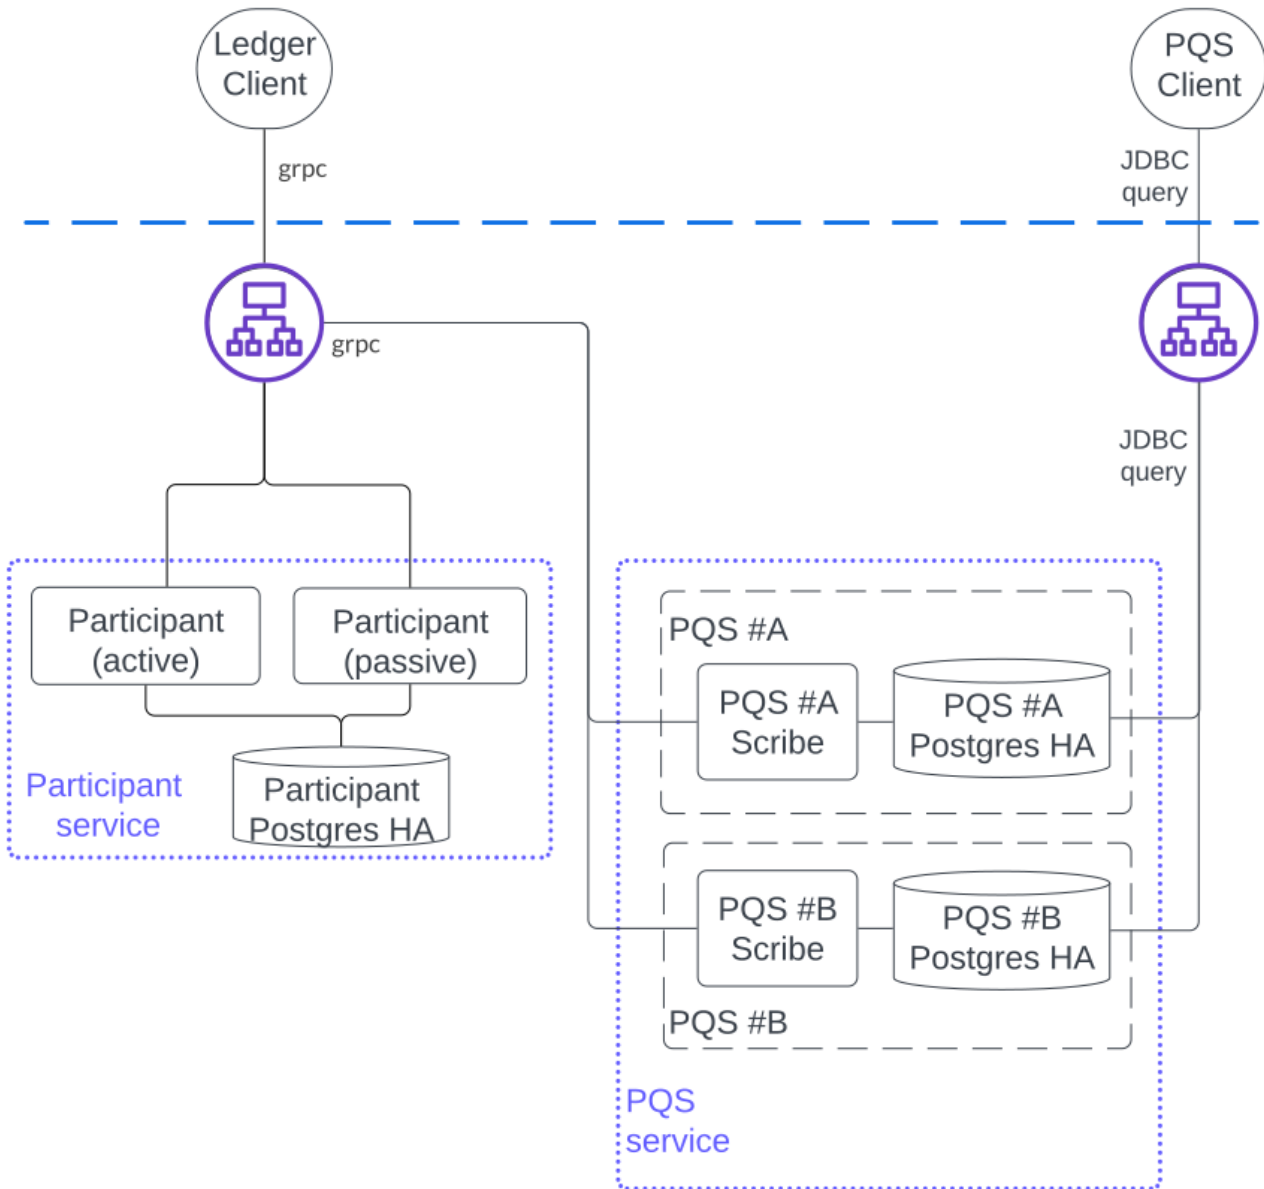 Ledger
Client
PQS
Client
grpc
JDBC
query
grpc
JDBC
query
Participant
(active)
Participant
(passive)
Participant
Postgres HA
Participant
service
PQS #A
PQS #A
Scribe
PQS #A
Postgres HA
PQS #B
Scribe
PQS #B
Postgres HA
PQS #B
PQS
service